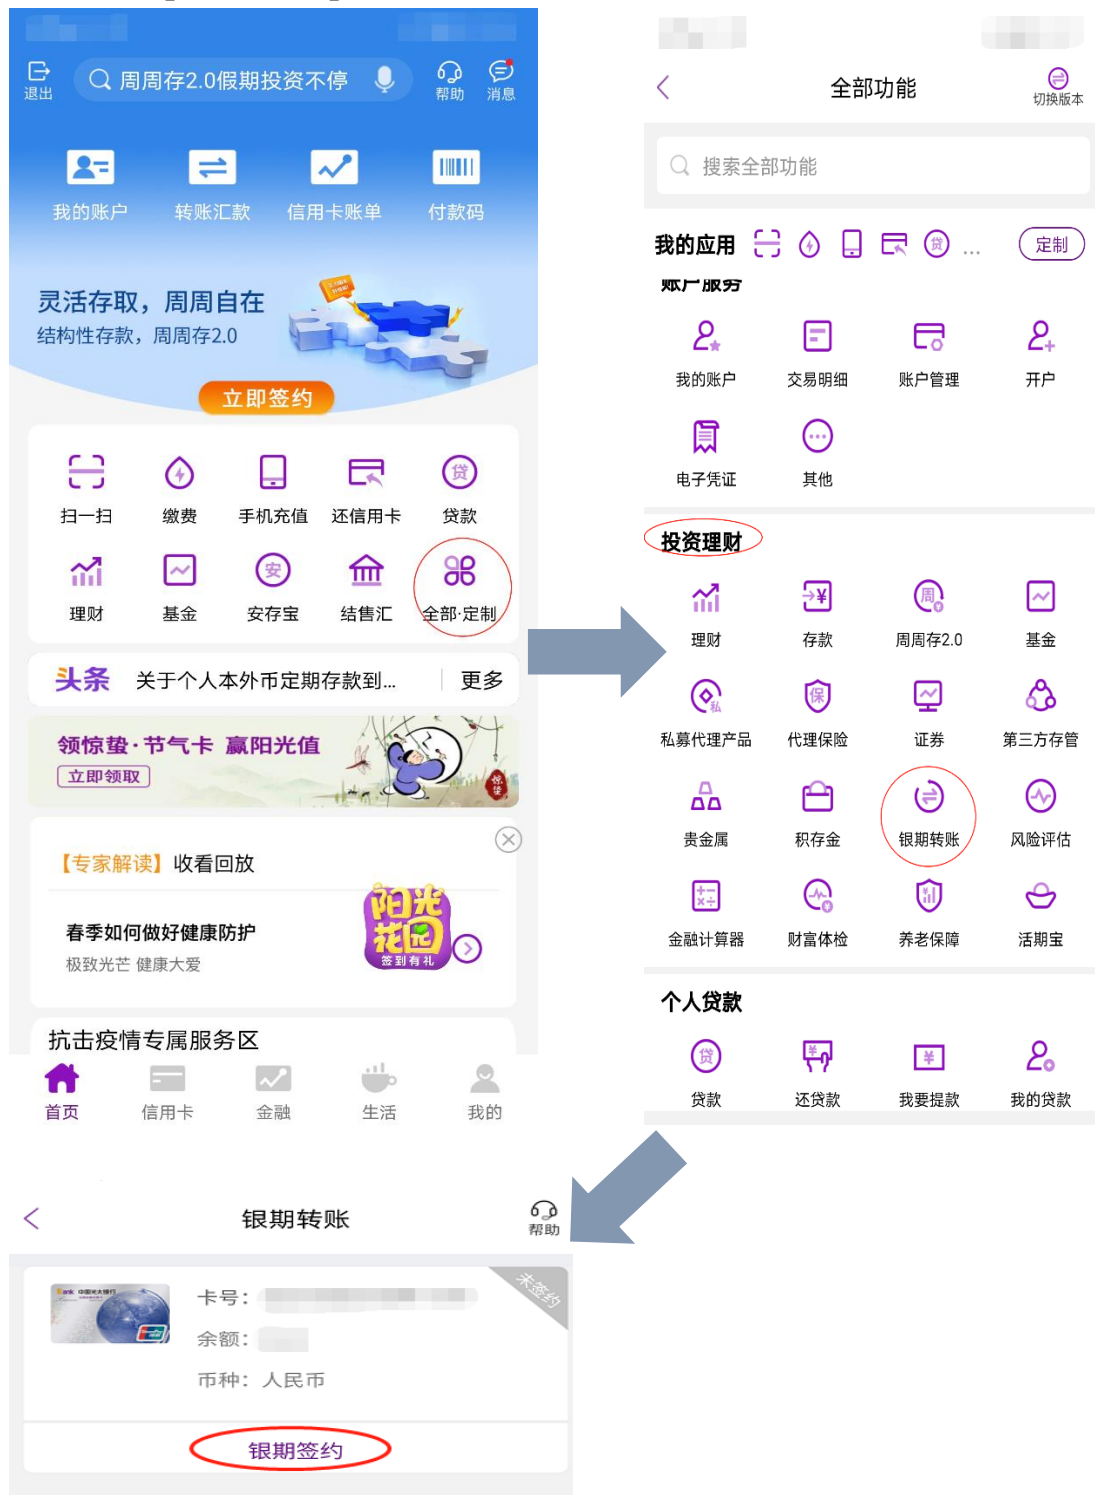 退出
周周存2.0假期投资不停
帮助
消息
我的账户
转账汇款
信用卡账单
付款码
灵活存取，周周自在
结构性存款，周周存2.0
立即签约
扫一扫
缴费
手机充值
还信用卡
贷
贷款
理财
基金
安
安存宝
结售汇
全部·定制
头条
关于个人本外币定期存款到...
更多
领惊蛰·节气卡 赢阳光值
立即领取
惊蛰
【专家解读】收看回放
春季如何做好健康防护
极致光芒 健康大爱
阳光花园
签到有礼
抗击疫情专属服务区
首页
信用卡
金融
生活
我的
全部功能
切换版本
搜索全部功能
我的应用
贷
...
定制
账户服务
我的账户
交易明细
账户管理
开户
电子凭证
其他
投资理财
理财
存款
周
周周存2.0
基金
私
私募代理产品
保
代理保险
证券
第三方存管
贵金属
积存金
银期转账
风险评估
金融计算器
财富体检
养老保障
活期宝
个人贷款
贷
贷款
还贷款
我要提款
我的贷款
银期转账
帮助
未签约
Bank 中国光大银行
卡号：
余额：
币种：人民币
银期签约